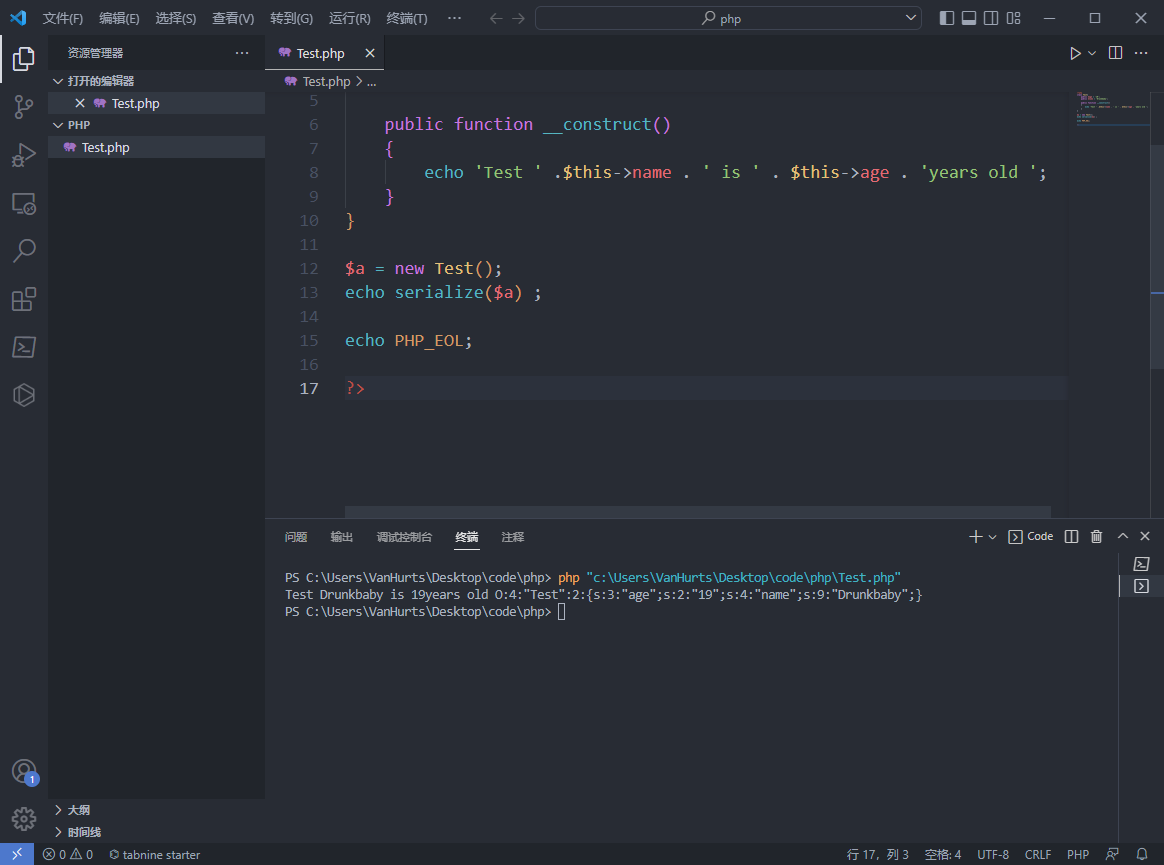 文件(F) 编辑(E) 选择(S) 查看(V) 转到(G) 运行(R) 终端(T) ··· php
资源管理器 ···
打开的编辑器
Test.php
PHP
Test.php
大纲
时间线
Test.php
Test.php > ...
5
6 public function __construct()
7 {
8 echo 'Test ' .$this->name . ' is ' . $this->age . 'years old ';
9 }
10 }
11
12 $a = new Test();
13 echo serialize($a) ;
14
15 echo PHP_EOL;
16
17 ?>
问题 输出 调试控制台 终端 注释 Code
PS C:\Users\VanHurts\Desktop\code\php> php "c:\Users\VanHurts\Desktop\code\php\Test.php"
Test Drunkbaby is 19years old O:4:"Test":2:{s:3:"age";s:2:"19";s:4:"name";s:9:"Drunkbaby";}
PS C:\Users\VanHurts\Desktop\code\php>
1
0 0 tabnine starter 行 17，列 3 空格: 4 UTF-8 CRLF PHP